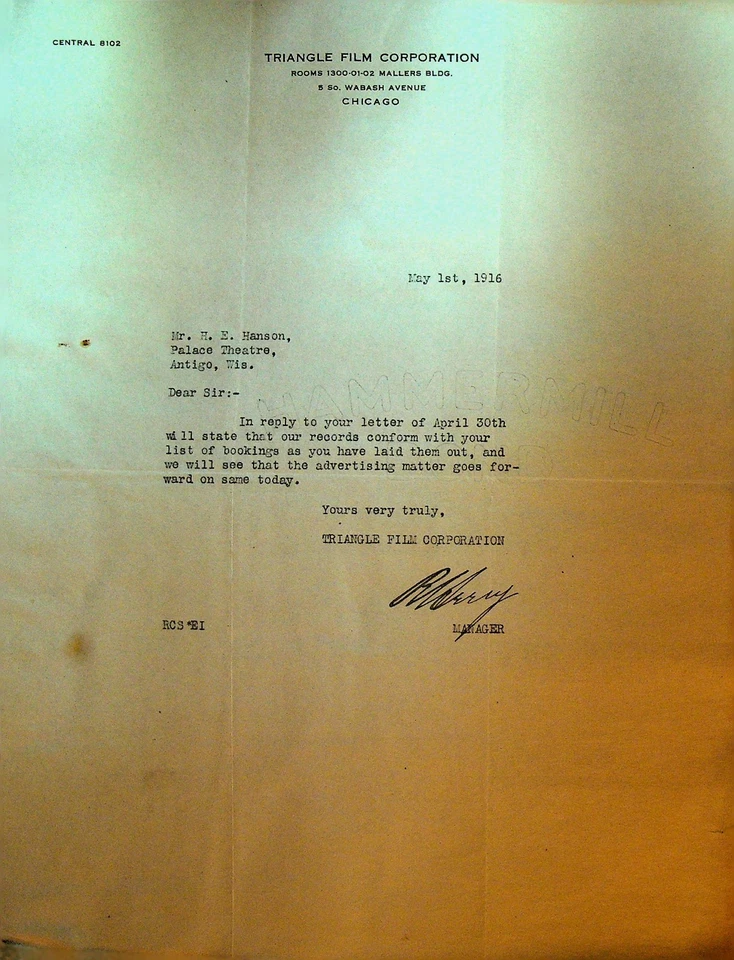 CENTRAL 8102
TRIANGLE FILM CORPORATION
ROOMS 1300-01-02 MALLERS BLDG.
5 So. WABASH AVENUE
CHICAGO
May 1st, 1916
Mr. H. E. Hanson,
Palace Theatre,
Antigo, Wis.
Dear Sir:-
HAMMERMILL
In reply to your letter of April 30th
will state that our records conform with your
list of bookings as you have laid them out, and
we will see that the advertising matter goes for-
ward on same today.
Yours very truly,
TRIANGLE FILM CORPORATION
RCS*EI
MANAGER